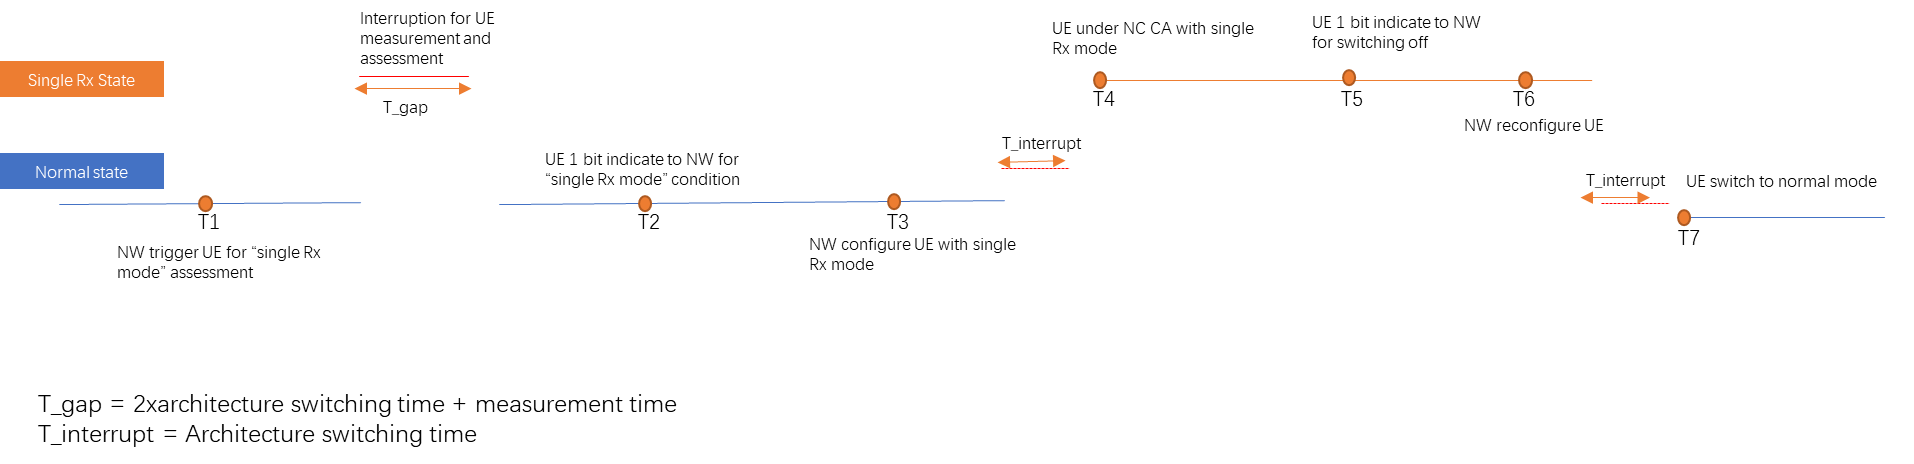 Interruption for UE
measurement and
assessment
UE under NC CA with single
Rx mode
UE 1 bit indicate to NW
for switching off
Single Rx State
T_gap
T4
T5
T6
NW reconfigure UE
T_interrupt
Normal state
UE 1 bit indicate to NW for
“single Rx mode” condition
T_interrupt
UE switch to normal mode
T1
T2
T3
T7
NW trigger UE for “single Rx
mode” assessment
NW configure UE with single
Rx mode
T_gap = 2xarchitecture switching time + measurement time
T_interrupt = Architecture switching time